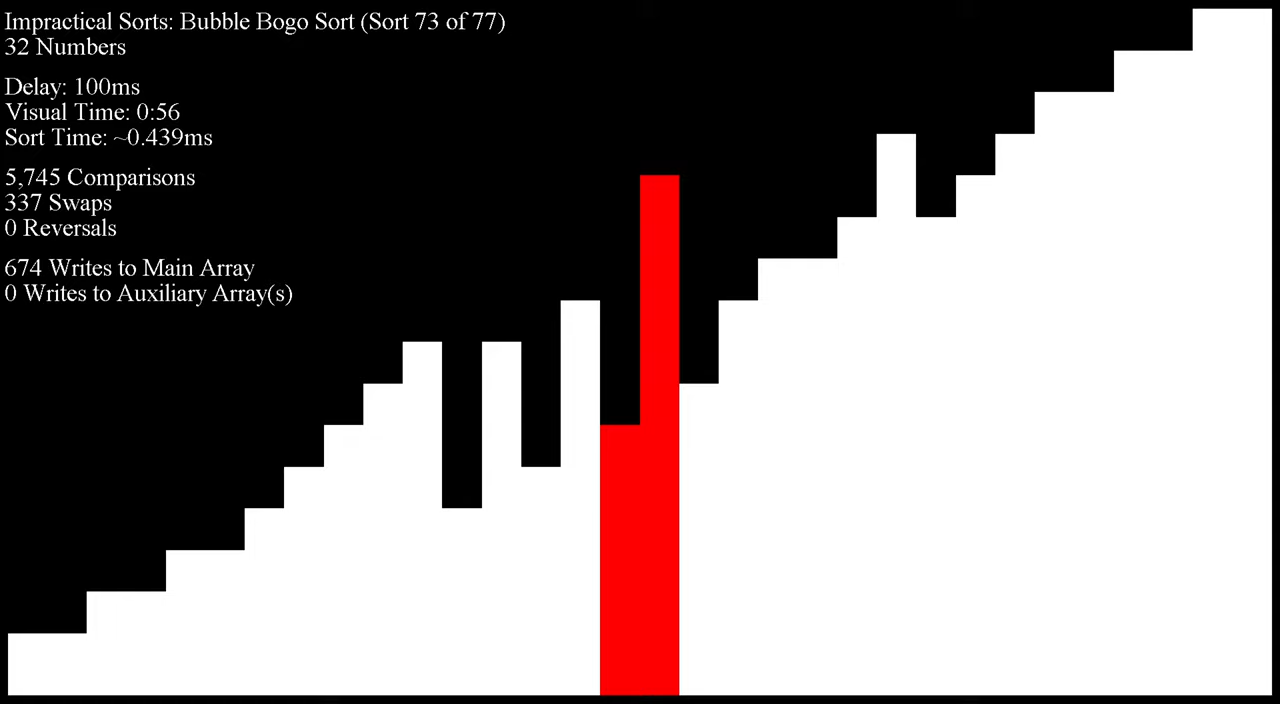 Impractical Sorts: Bubble Bogo Sort (Sort 73 of 77)
32 Numbers
Delay: 100ms
Visual Time: 0:56
Sort Time: ~0.439ms
5,745 Comparisons
337 Swaps
0 Reversals
674 Writes to Main Array
0 Writes to Auxiliary Array(s)